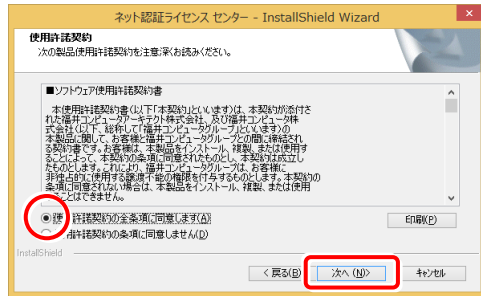 ネット認証ライセンス センター - InstallShield Wizard
使用許諾契約
次の製品使用許諾契約を注意深くお読みください。
■ソフトウェア使用許諾契約書
本使用許諾契約書（以下「本契約」といいます）は、本契約が添付さ
れた福井コンピュータアーキテクト株式会社、及び福井コンピュータ株
式会社（以下、総称して「福井コンピュータグループ」といいます）の
本製品に関して、お客様と福井コンピュータグループとの間に締結され
る契約書です。お客様は、本製品をインストール、複製、または使用す
ることによって、本契約の条項に同意されたものとし、本契約は成立し
たものとします。これにより、福井コンピュータグループは、お客様に
非独占的に使用する譲渡不能の権限を付与するものとします。本契約の
条項に同意されない場合は、本製品をインストール、複製、または使用
することはできません。
使 許諾契約の全条項に同意します(A)
印刷(P)
用許諾契約の条項に同意しません(D)
InstallShield
< 戻る(B)
次へ (N)>
キャンセル